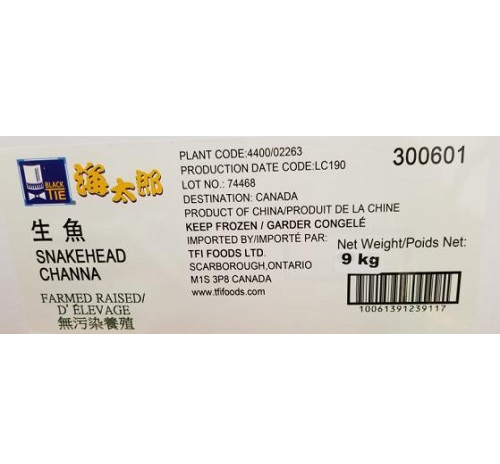 BLACK
TIE
海太郎
生魚
SNAKEHEAD
CHANNA
FARMED RAISED/
D' ÉLEVAGE
無污染養殖
PLANT CODE:4400/02263
PRODUCTION DATE CODE:LC190
LOT NO.: 74468
DESTINATION: CANADA
PRODUCT OF CHINA/PRODUIT DE LA CHINE
KEEP FROZEN / GARDER CONGELÉ
IMPORTED BY/IMPORTÉ PAR:
TFI FOODS LTD.
SCARBOROUGH,ONTARIO
M1S 3P8 CANADA
www.tfifoods.com
300601
Net Weight/Poids Net:
9 kg
10061391239117